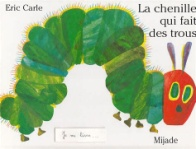 Eric Carle
La chenille
qui fait
des trous
Mijade